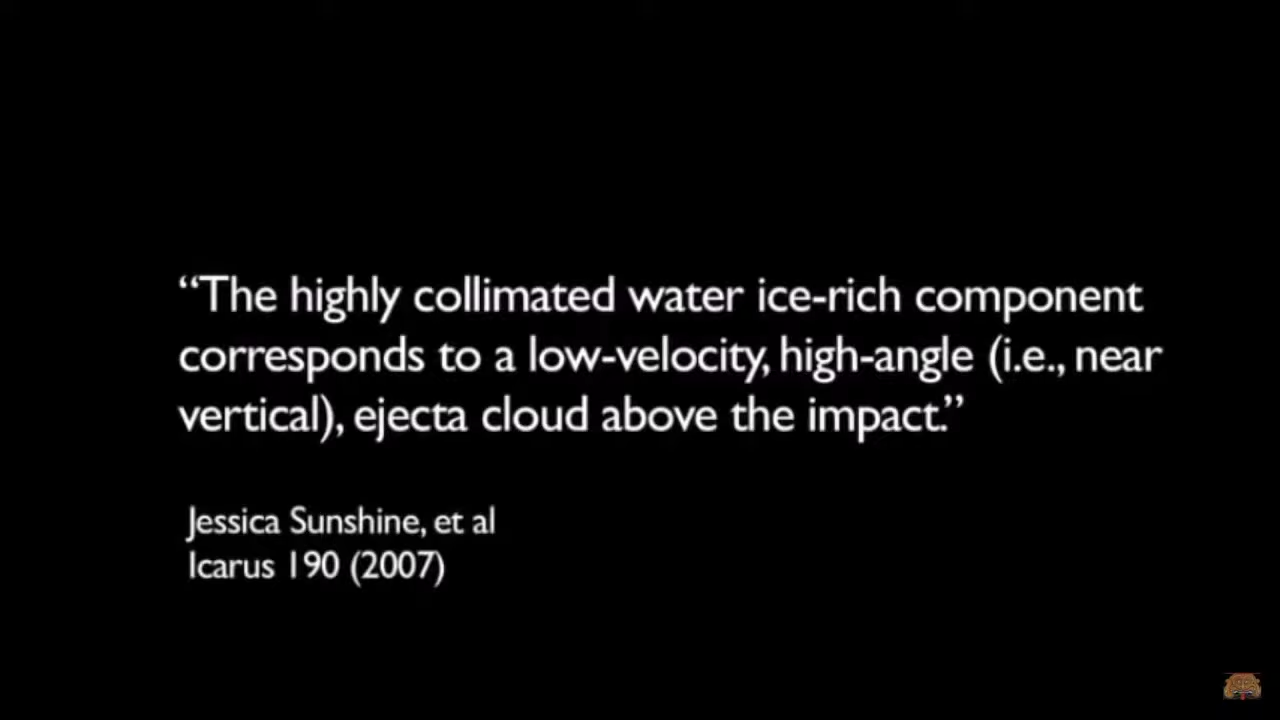 “The highly collimated water ice-rich component
corresponds to a low-velocity, high-angle (i.e., near
vertical), ejecta cloud above the impact.”
Jessica Sunshine, et al
Icarus 190 (2007)